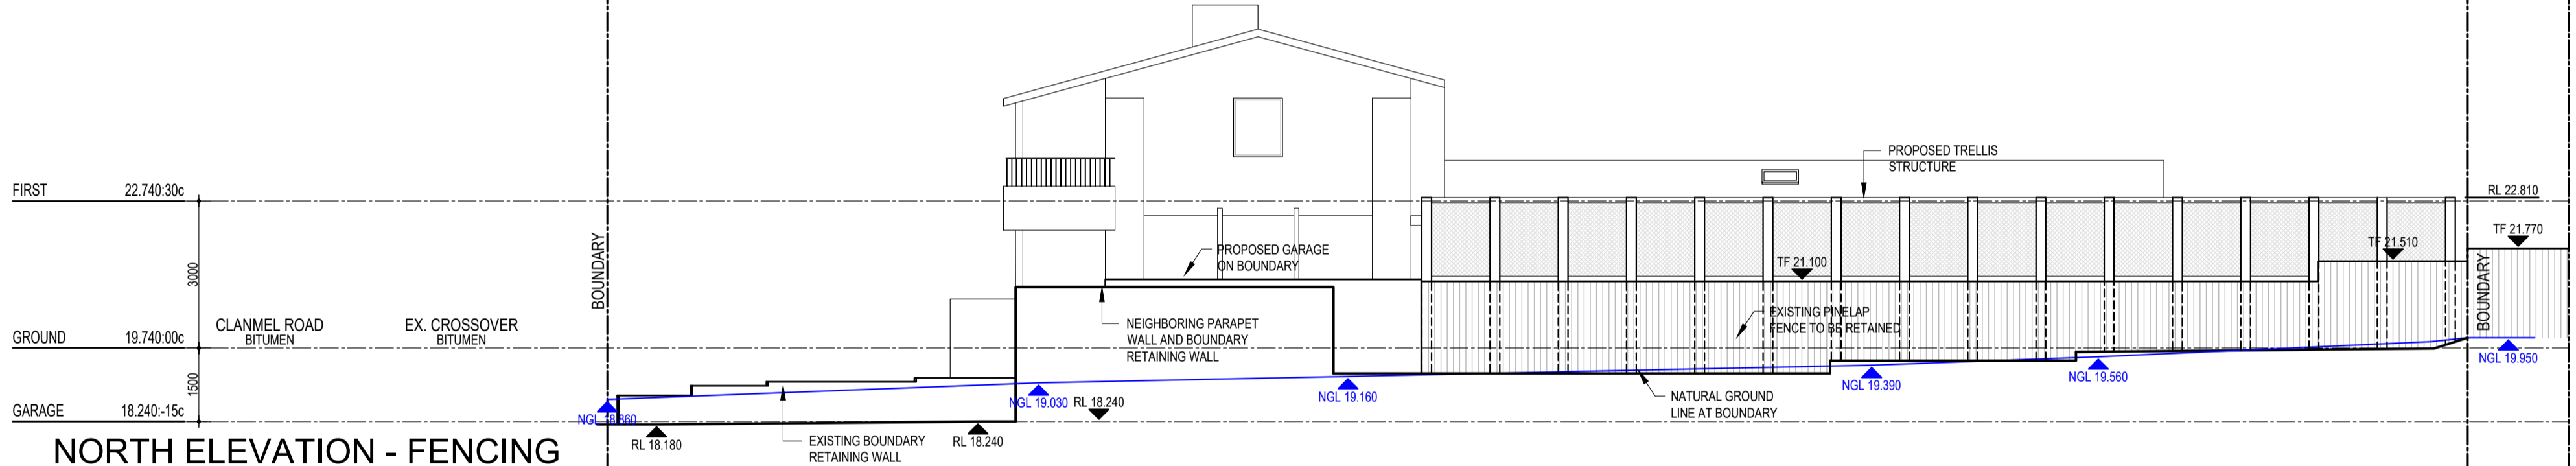 FIRST 22.740:30c
3000
GROUND 19.740:00c
1500
GARAGE 18.240:-15c
CLANMEL ROAD
BITUMEN
EX. CROSSOVER
BITUMEN
BOUNDARY
NGL 18.860
RL 18.180
EXISTING BOUNDARY
RETAINING WALL
RL 18.240
NGL 19.030
RL 18.240
PROPOSED GARAGE
ON BOUNDARY
NEIGHBORING PARAPET
WALL AND BOUNDARY
RETAINING WALL
NGL 19.160
PROPOSED TRELLIS
STRUCTURE
TF 21.100
EXISTING PINELAP
FENCE TO BE RETAINED
NATURAL GROUND
LINE AT BOUNDARY
NGL 19.390
NGL 19.560
TF 21.510
BOUNDARY
RL 22.810
TF 21.770
NGL 19.950
NORTH ELEVATION - FENCING